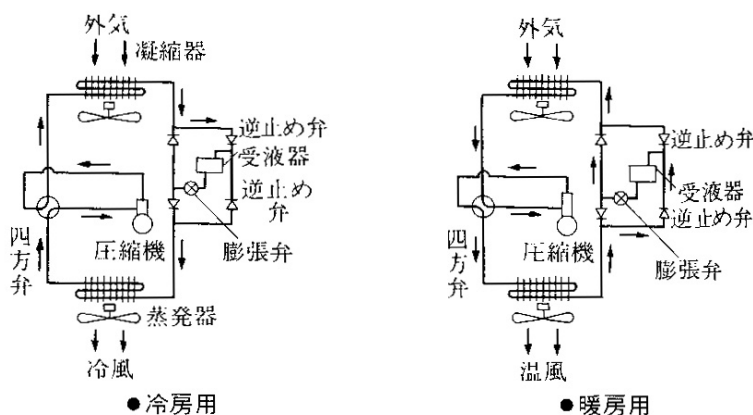 外気
凝縮器
逆止め弁
受液器
逆止め弁
四方弁
圧縮機
膨張弁
蒸発器
冷風
●冷房用
外気
逆止め弁
受液器
逆止め弁
四方弁
圧縮機
膨張弁
温風
●暖房用